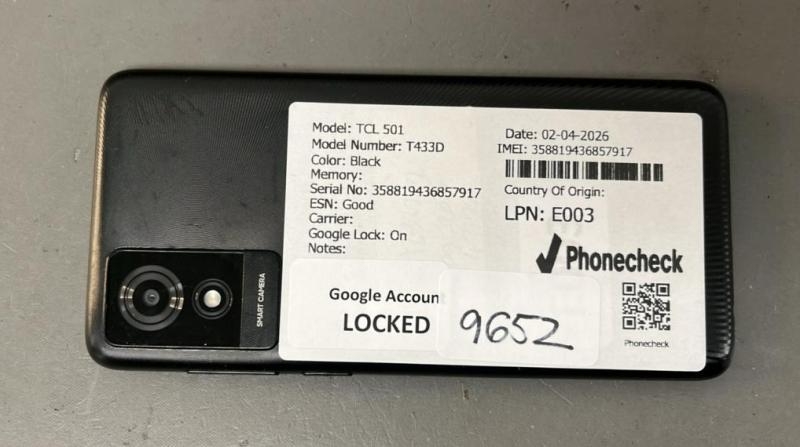 Model: TCL 501
Model Number: T433D
Color: Black
Memory:
Serial No: 358819436857917
ESN: Good
Carrier:
Google Lock: On
Notes:
Date: 02-04-2026
IMEI: 358819436857917
Country Of Origin:
LPN: E003
Phonecheck
Phonecheck
Google Accoun
LOCKED
9652
SMART CAMERA